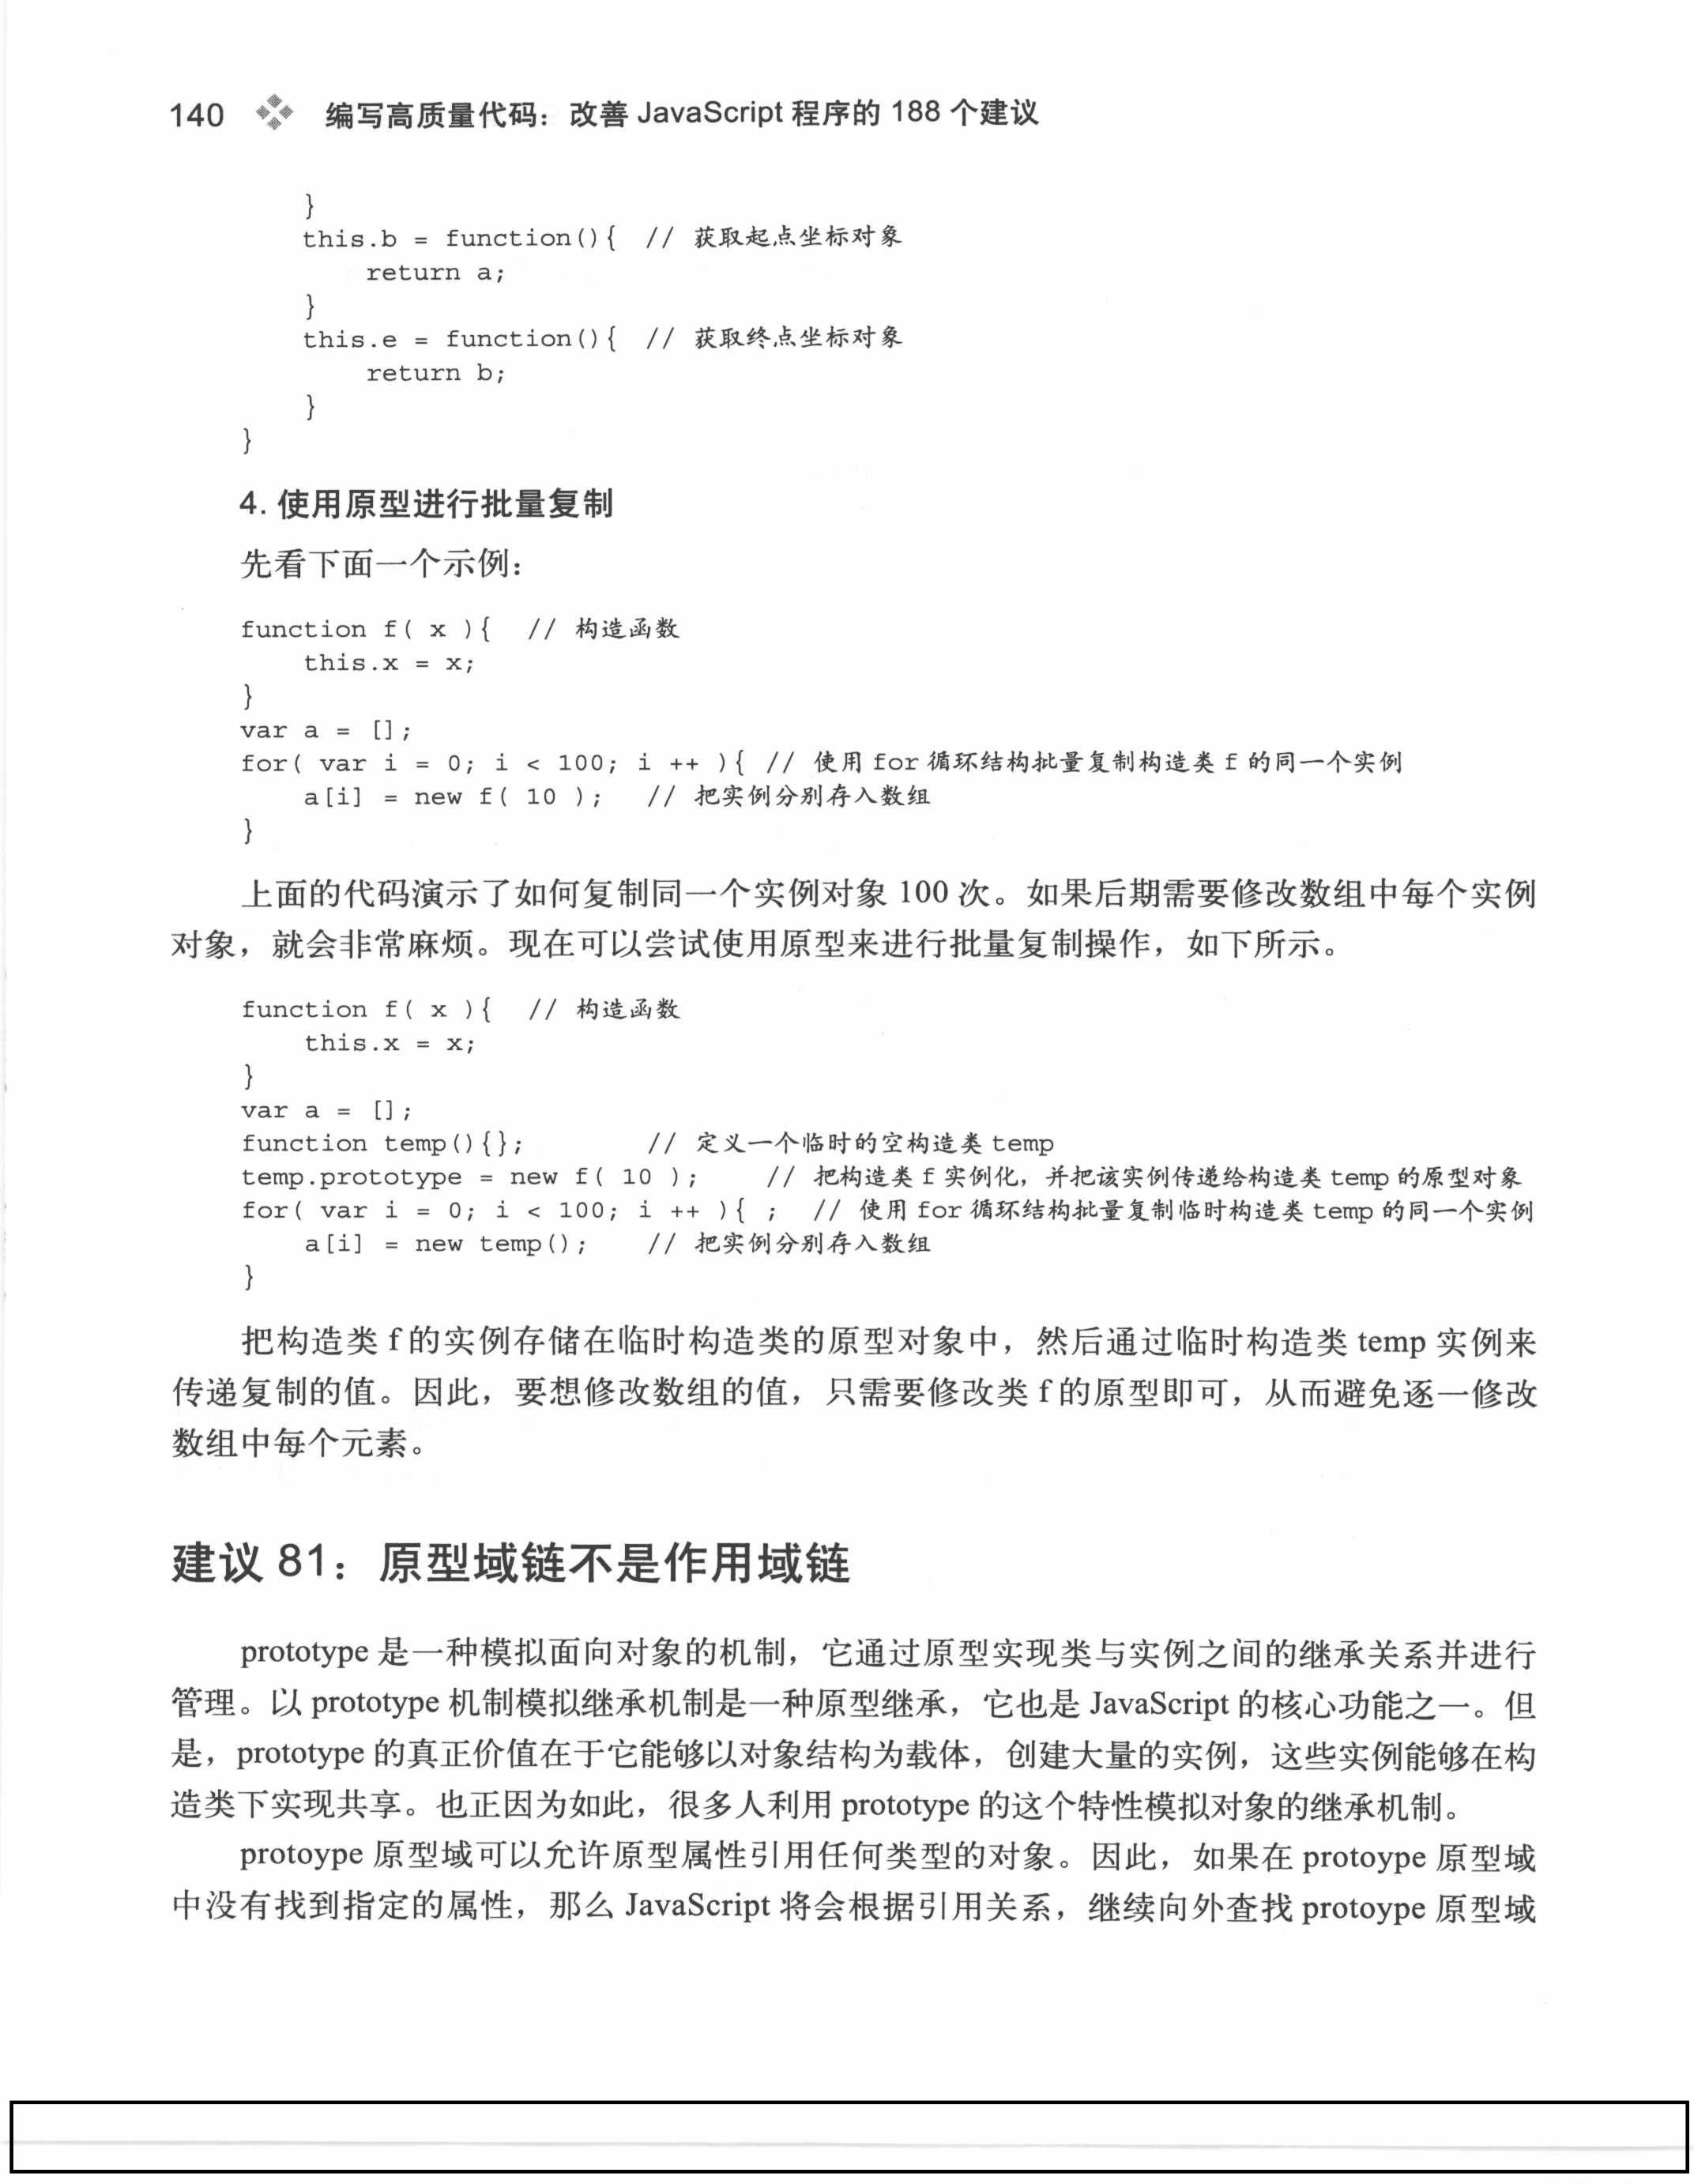 140 编写高质量代码：改善 JavaScript 程序的 188 个建议
}
this.b = function(){ // 获取起点坐标对象
return a;
}
this.e = function(){ // 获取终点坐标对象
return b;
}
}
4. 使用原型进行批量复制
先看下面一个示例：
function f( x ){ // 构造函数
this.x = x;
}
var a = [];
for( var i = 0; i < 100; i ++ ){ // 使用 for 循环结构批量复制构造类 f 的同一个实例
a[i] = new f( 10 ); // 把实例分别存入数组
}
上面的代码演示了如何复制同一个实例对象 100 次。如果后期需要修改数组中每个实例
对象，就会非常麻烦。现在可以尝试使用原型来进行批量复制操作，如下所示。
function f( x ){ // 构造函数
this.x = x;
}
var a = [];
function temp(){}; // 定义一个临时的空构造类 temp
temp.prototype = new f( 10 ); // 把构造类 f 实例化，并把该实例传递给构造类 temp 的原型对象
for( var i = 0; i < 100; i ++ ){ ; // 使用 for 循环结构批量复制临时构造类 temp 的同一个实例
a[i] = new temp(); // 把实例分别存入数组
}
把构造类 f 的实例存储在临时构造类的原型对象中，然后通过临时构造类 temp 实例来
传递复制的值。因此，要想修改数组的值，只需要修改类 f 的原型即可，从而避免逐一修改
数组中每个元素。
建议 81：原型域链不是作用域链
prototype 是一种模拟面向对象的机制，它通过原型实现类与实例之间的继承关系并进行
管理。以 prototype 机制模拟继承机制是一种原型继承，它也是 JavaScript 的核心功能之一。但
是，prototype 的真正价值在于它能够以对象结构为载体，创建大量的实例，这些实例能够在构
造类下实现共享。也正因为如此，很多人利用 prototype 的这个特性模拟对象的继承机制。
protoype 原型域可以允许原型属性引用任何类型的对象。因此，如果在 protoype 原型域
中没有找到指定的属性，那么 JavaScript 将会根据引用关系，继续向外查找 protoype 原型域